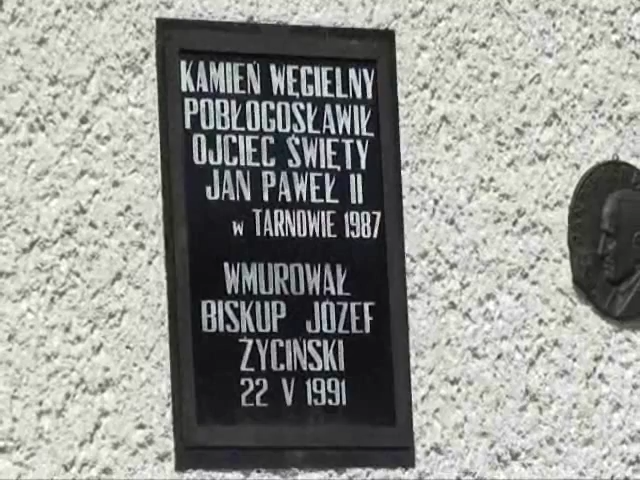 KAMIEŃ WĘGIELNY
POBŁOGOSŁAWIŁ
OJCIEC ŚWIĘTY
JAN PAWEŁ II
w TARNOWIE 1987
WMUROWAŁ
BISKUP JÓZEF
ŻYCIŃSKI
22 V 1991